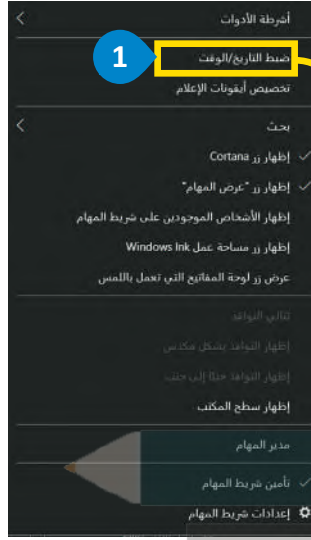 أشرطة الأدوات
1
ضبط التاريخ/الوقت
تخصيص أيقونات الإعلام
بحث
إظهار زر Cortana
إظهار زر "عرض المهام"
إظهار الأشخاص الموجودين على شريط المهام
إظهار زر مساحة عمل Windows Ink
عرض زر لوحة المفاتيح التي تعمل باللمس
تتالي النوافذ
إظهار النوافذ بشكل مكدس
إظهار النوافذ جنبًا إلى جنب
إظهار سطح المكتب
مدير المهام
تأمين شريط المهام
إعدادات شريط المهام